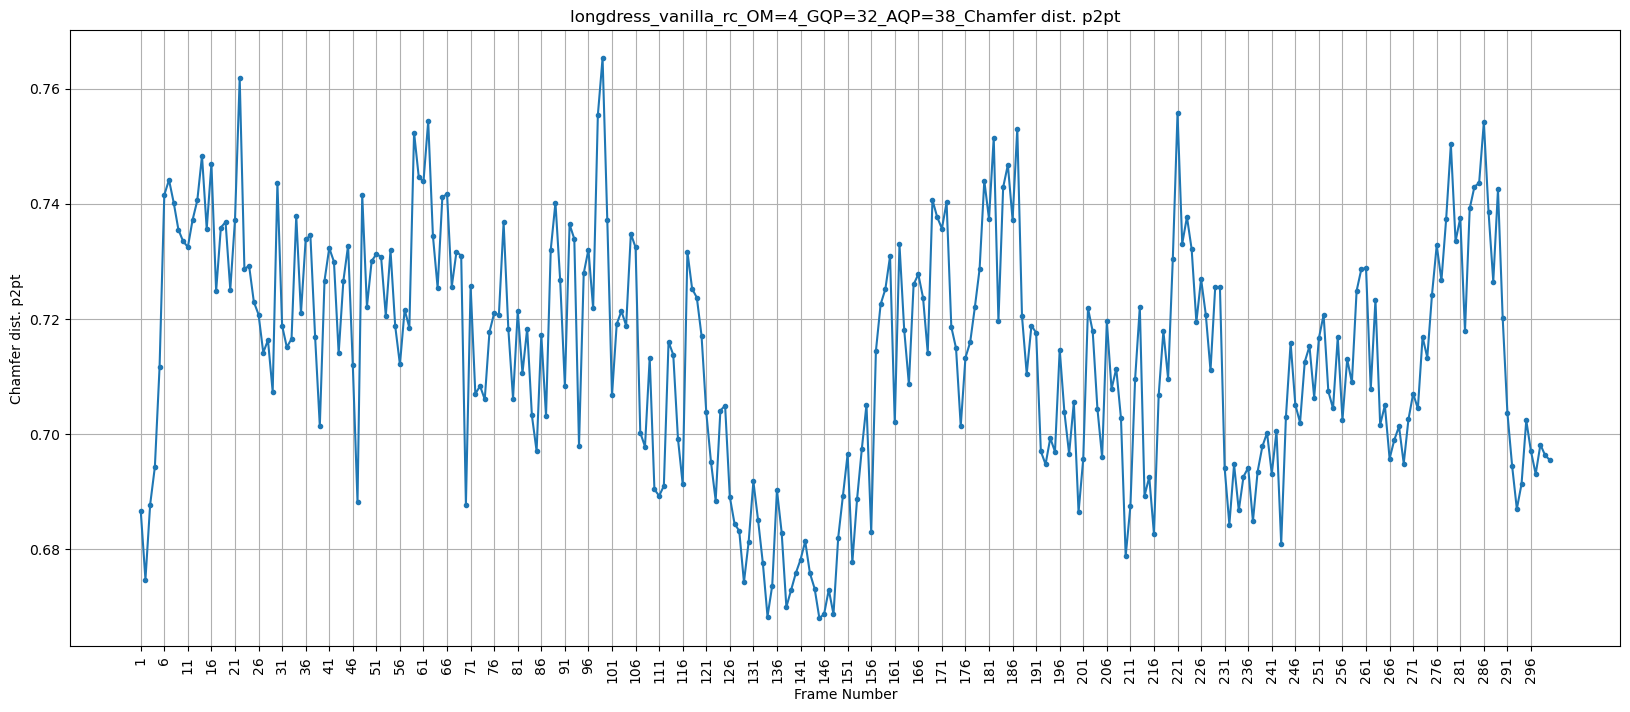 longdress_vanilla_rc_OM=4_GQP=32_AQP=38_Chamfer dist. p2pt
Chamfer dist. p2pt
0.76
0.74
0.72
0.70
0.68
1 6 11 16 21 26 31 36 41 46 51 56 61 66 71 76 81 86 91 96 101 106 111 116 121 126 131 136 141 146 151 156 161 166 171 176 181 186 191 196 201 206 211 216 221 226 231 236 241 246 251 256 261 266 271 276 281 286 291 296
Frame Number